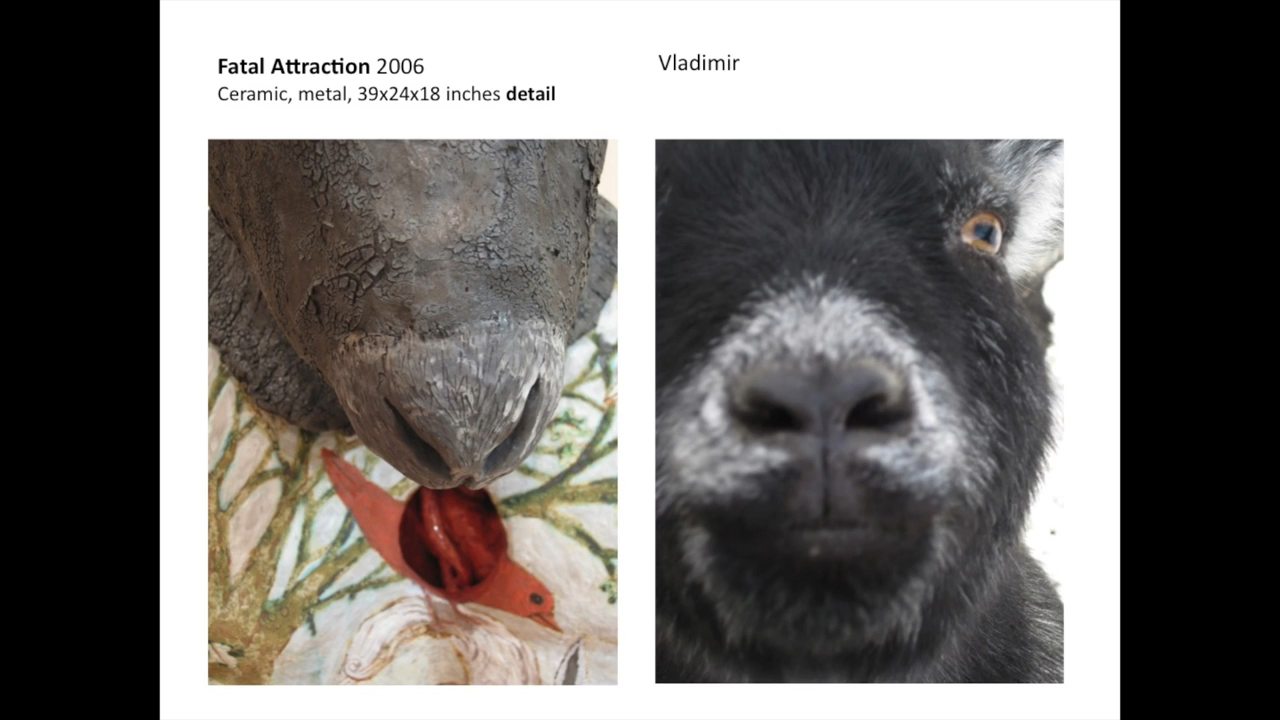 Fatal Attraction 2006
Ceramic, metal, 39x24x18 inches detail
Vladimir